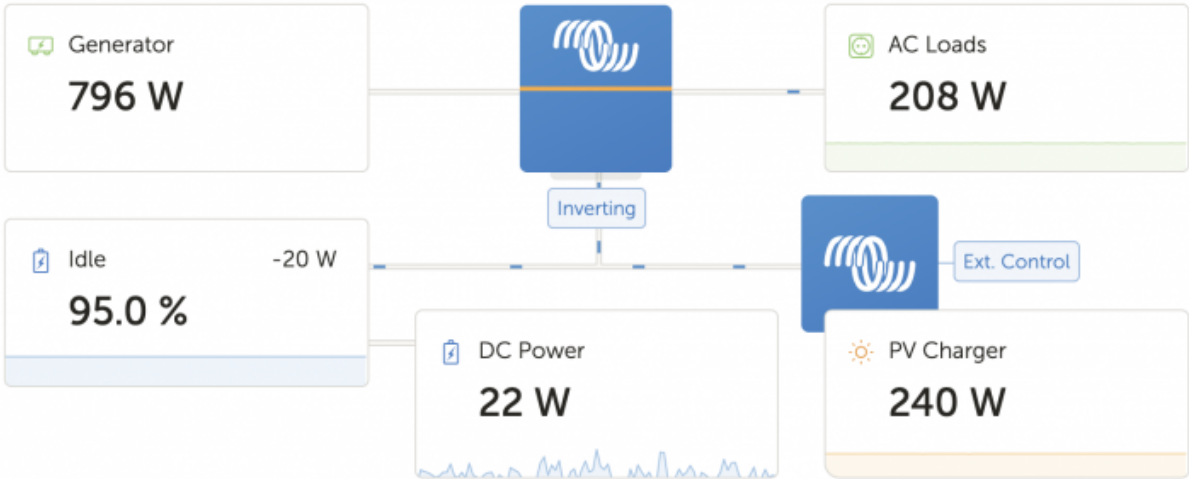 Generator
796 W
AC Loads
208 W
Inverting
Idle -20 W
95.0 %
Ext. Control
DC Power
22 W
PV Charger
240 W